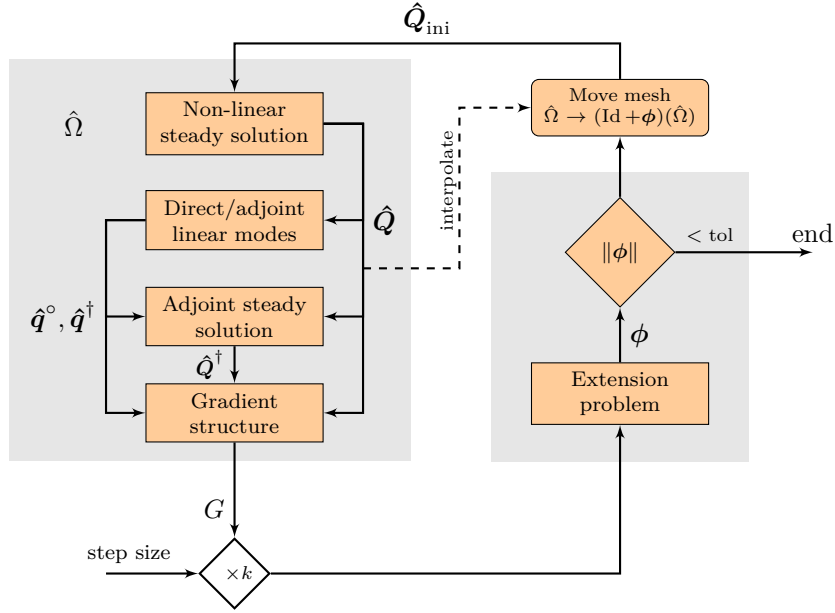 Q̂ini
Ω̂
Non-linear
steady solution
Direct/adjoint
linear modes
Q̂
q̂°, q̂†
Adjoint steady
solution
Q̂†
Gradient
structure
G
step size
×k
interpolate
Move mesh
Ω̂ → (Id +ϕ)(Ω̂)
‖ϕ‖
< tol
end
ϕ
Extension
problem